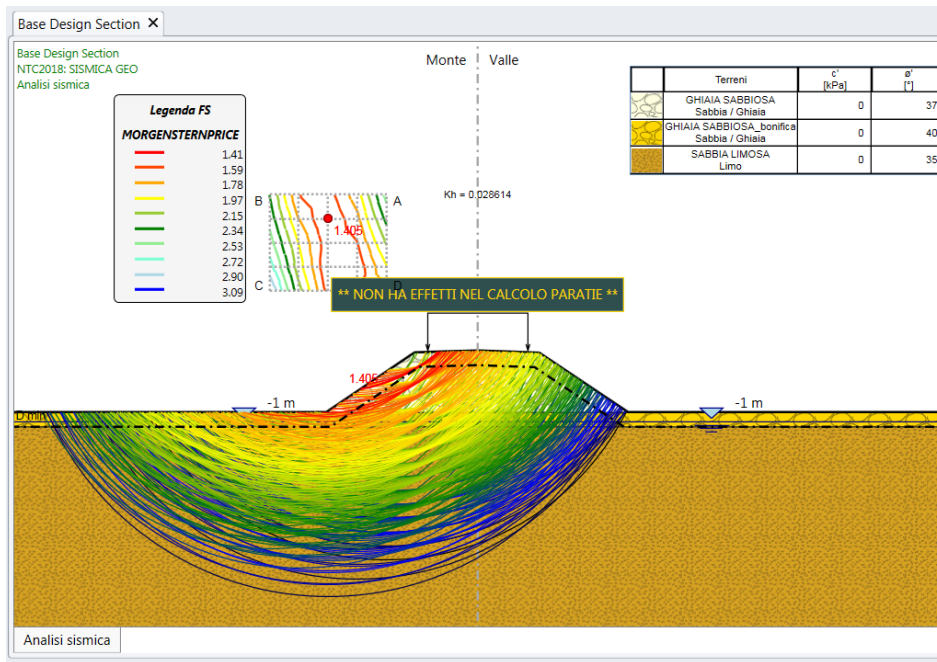 Base Design Section ✕
Base Design Section
NTC2018: SISMICA GEO
Analisi sismica
Monte
Valle
Terreni
c'
[kPa]
ø'
[°]
GHIAIA SABBIOSA
Sabbia / Ghiaia
0
37
GHIAIA SABBIOSA_bonifica
Sabbia / Ghiaia
0
40
SABBIA LIMOSA
Limo
0
35
Legenda FS
MORGENSTERNPRICE
1.41
1.59
1.78
1.97
2.15
2.34
2.53
2.72
2.90
3.09
B
A
Kh = 0.028614
1.405
C
D
** NON HA EFFETTI NEL CALCOLO PARATIE **
1.405
-1 m
-1 m
D min
Analisi sismica